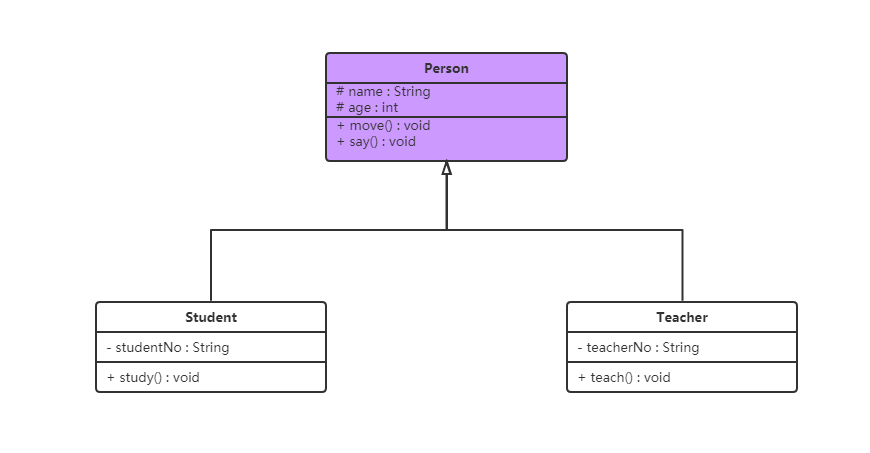 Person
# name : String
# age : int
+ move() : void
+ say() : void
Student
- studentNo : String
+ study() : void
Teacher
- teacherNo : String
+ teach() : void